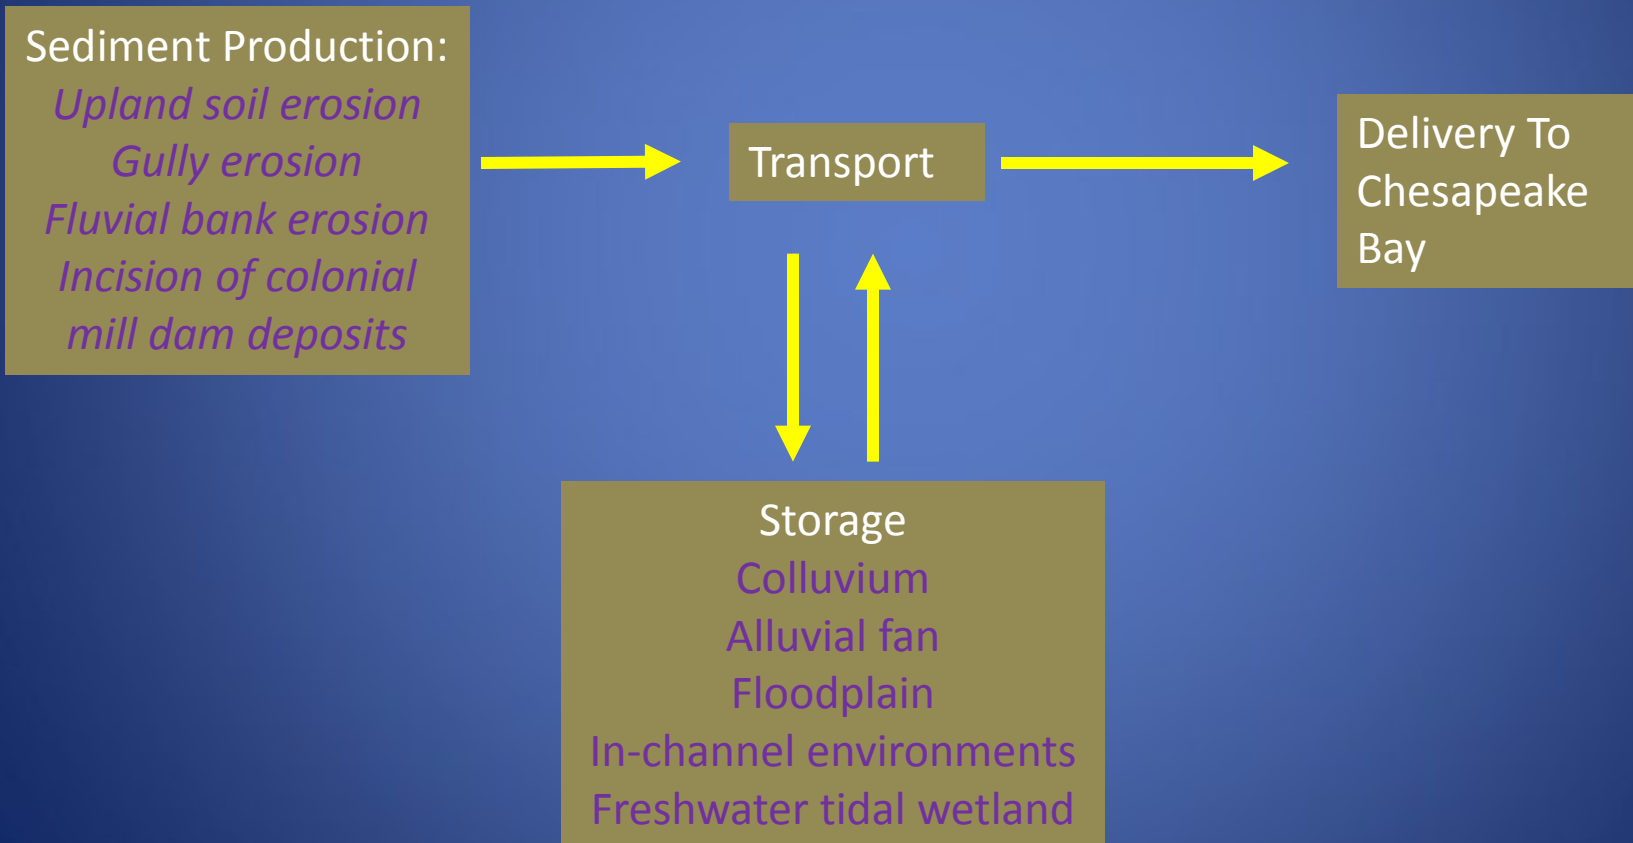 Sediment Production:
Upland soil erosion
Gully erosion
Fluvial bank erosion
Incision of colonial
mill dam deposits
Transport
Delivery To
Chesapeake
Bay
Storage
Colluvium
Alluvial fan
Floodplain
In-channel environments
Freshwater tidal wetland